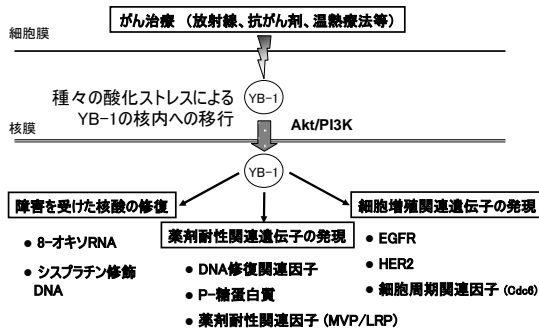 がん治療 (放射線、抗がん剤、温熱療法等)
細胞膜
YB-1
種々の酸化ストレスによる
YB-1の核内への移行
Akt/PI3K
核膜
YB-1
障害を受けた核酸の修復
● 8-オキソRNA
● シスプラチン修飾
DNA
薬剤耐性関連遺伝子の発現
● DNA修復関連因子
● P-糖蛋白質
● 薬剤耐性関連因子 (MVP/LRP)
細胞増殖関連遺伝子の発現
● EGFR
● HER2
● 細胞周期関連因子 (Cdc6)